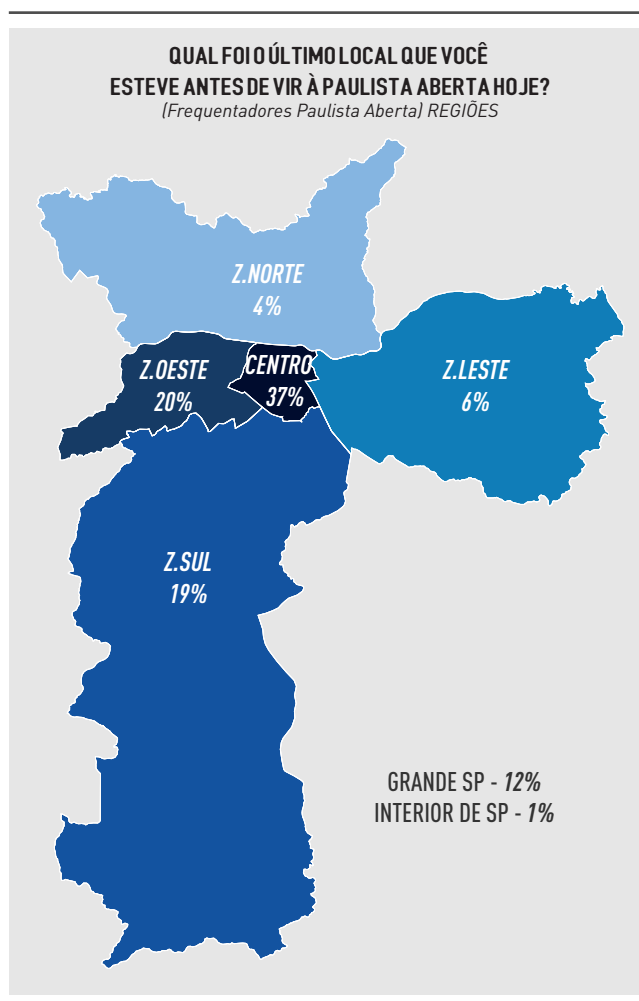 QUAL FOI O ÚLTIMO LOCAL QUE VOCÊ
ESTEVE ANTES DE VIR À PAULISTA ABERTA HOJE?
(Frequentadores Paulista Aberta) REGIÕES
Z.NORTE
4%
Z.OESTE
20%
CENTRO
37%
Z.LESTE
6%
Z.SUL
19%
GRANDE SP - 12%
INTERIOR DE SP - 1%